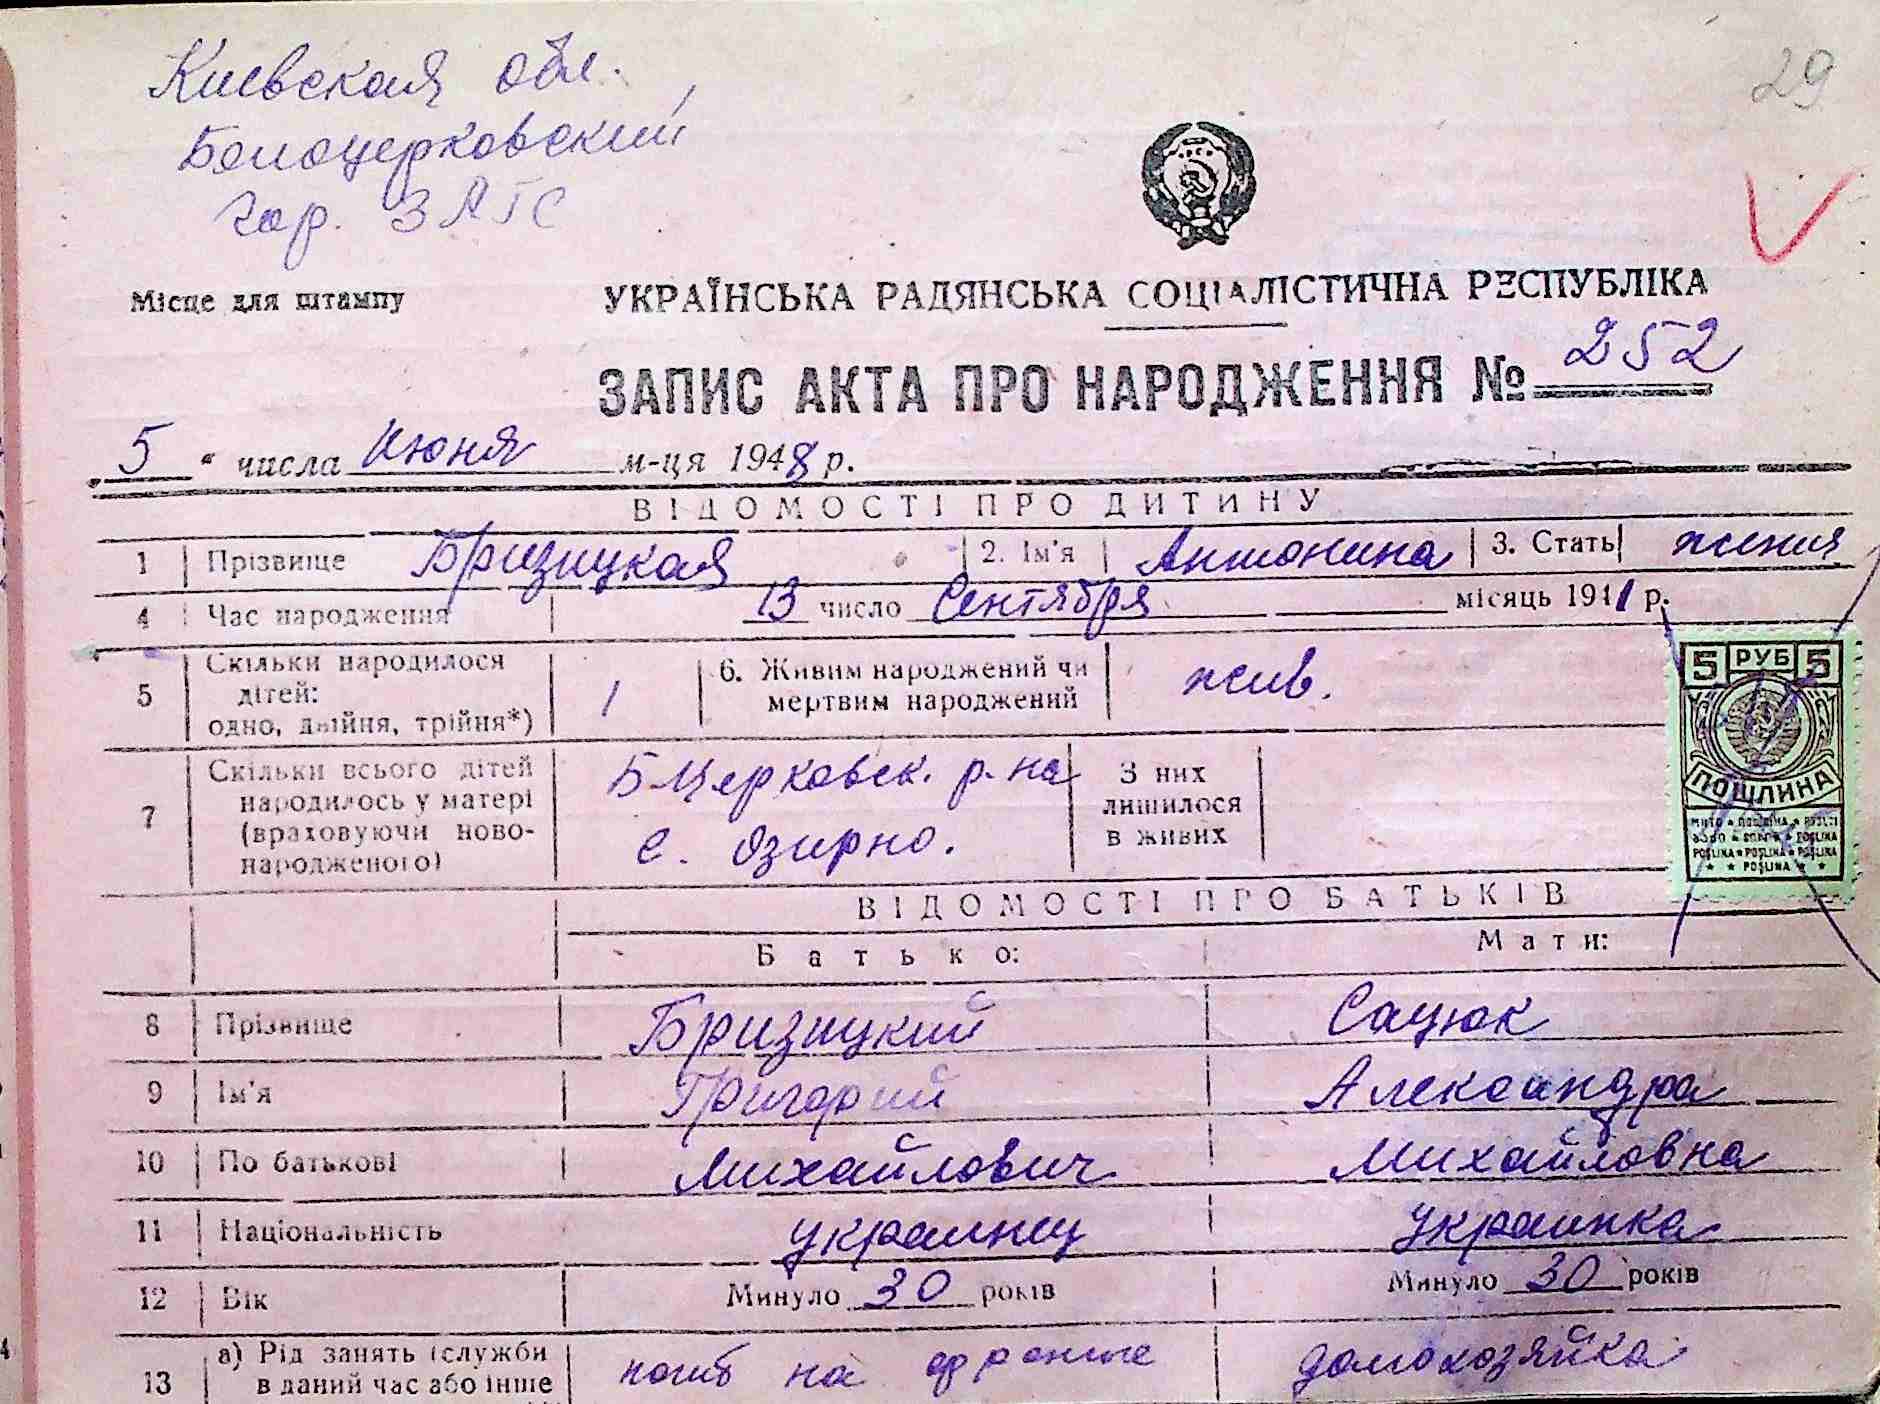 29
Киевская обл.
Белоцерковский
гор. ЗАГС
Місце для штампу
УКРАЇНСЬКА РАДЯНСЬКА СОЦІАЛІСТИЧНА РЕСПУБЛІКА
ЗАПИС АКТА ПРО НАРОДЖЕННЯ № 252
5 " числа Июня м-ця 1948 р.
ВІДОМОСТІ ПРО ДИТИНУ
1 Прізвище Бризицкая 2. Ім'я Антонина 3. Стать
4 Час народження 13 число Сентября місяць 1941 р.
5 Скільки народилося дітей: одно, двійня, трійня*) 1 6. Живим народжений чи мертвим народжений жив.
7 Скільки всього дітей народилось у матері (враховуючи ново-народженого) БЦерковск. р-на с. Озирно. З них лишилося в живих
5 РУБ 5
ПОШЛИНА
ВІДОМОСТІ ПРО БАТЬКІВ
Батько: Мати:
8 Прізвище Бризицкий Сацюк
9 Ім'я Григорий Александра
10 По батькові Михайлович Михайловна
11 Національність украинец украинка
12 Вік Минуло 30 років Минуло 30 років
13 а) Рід занять (служби в даний час або інше погиб на фронте домохозяйка